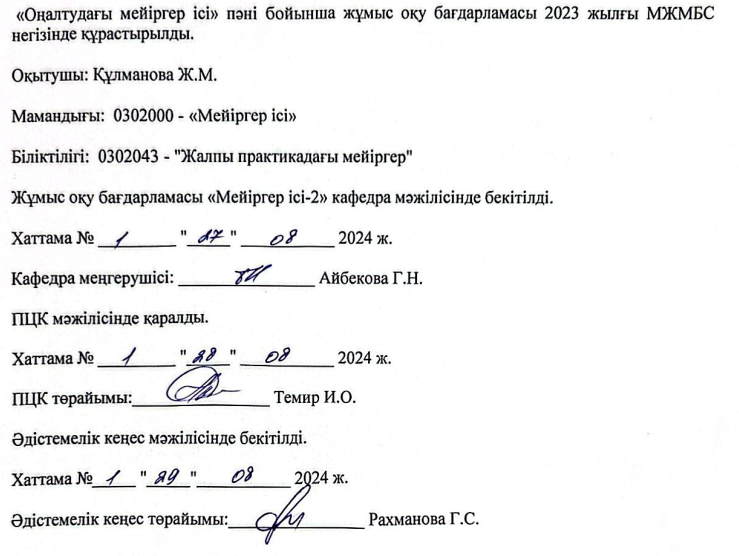 «Оңалтудағы мейіргер ісі» пәні бойынша жұмыс оқу бағдарламасы 2023 жылғы МЖМБС
негізінде құрастырылды.
Оқытушы: Құлманова Ж.М.
Мамандығы: 0302000 - «Мейіргер ісі»
Біліктілігі: 0302043 - "Жалпы практикадағы мейіргер"
Жұмыс оқу бағдарламасы «Мейіргер ісі-2» кафедра мәжілісінде бекітілді.
Хаттама № 1 "27" 08 2024 ж.
Кафедра меңгерушісі: Айбекова Г.Н.
ПЦК мәжілісінде қаралды.
Хаттама № 1 "28" 08 2024 ж.
ПЦК төрайымы: Темир И.О.
Әдістемелік кеңес мәжілісінде бекітілді.
Хаттама № 1 "29" 08 2024 ж.
Әдістемелік кеңес төрайымы: Рахманова Г.С.